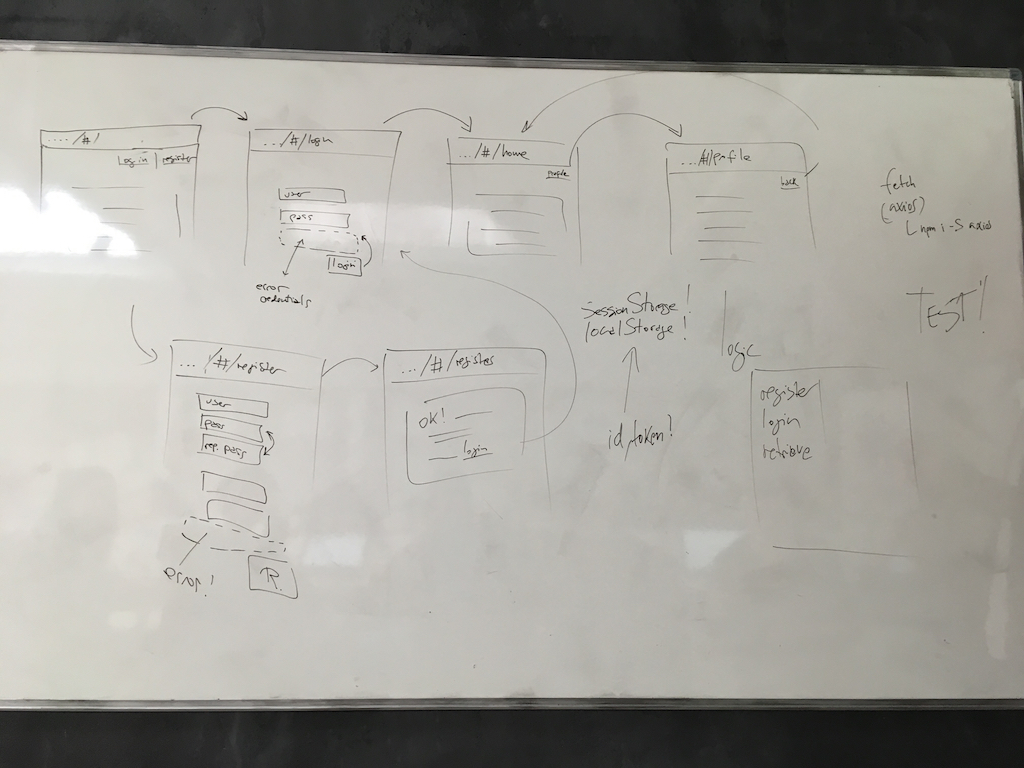 .../#/
Log in register
.../#/login
user
pass
login
error
credentials
.../#/home
profile
.../#/profile
back
fetch
(axios)
npm i -S axios
TEST!!
sessionStorage!
localStorage!
id, token?
logic
register
login
retrieve
.../#/register
user
pass
rep. pass
error!
R.
.../#/register
OK!
login